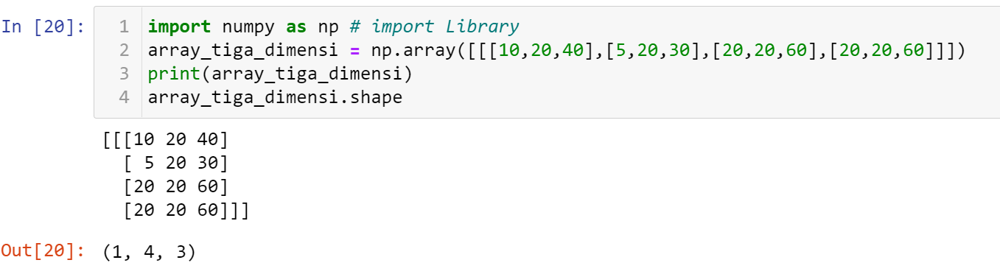 In [20]:
1 import numpy as np # import Library
2 array_tiga_dimensi = np.array([[[10,20,40],[5,20,30],[20,20,60],[20,20,60]]])
3 print(array_tiga_dimensi)
4 array_tiga_dimensi.shape
[[[10 20 40]
[ 5 20 30]
[20 20 60]
[20 20 60]]]
Out[20]: (1, 4, 3)